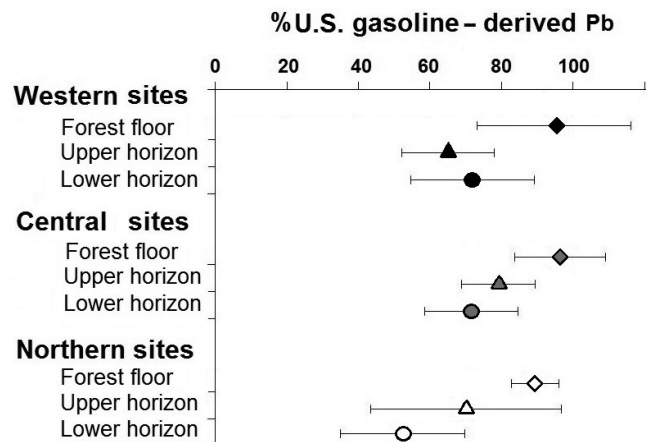 %U.S. gasoline – derived Pb
0 20 40 60 80 100
Western sites
Forest floor
Upper horizon
Lower horizon
Central sites
Forest floor
Upper horizon
Lower horizon
Northern sites
Forest floor
Upper horizon
Lower horizon